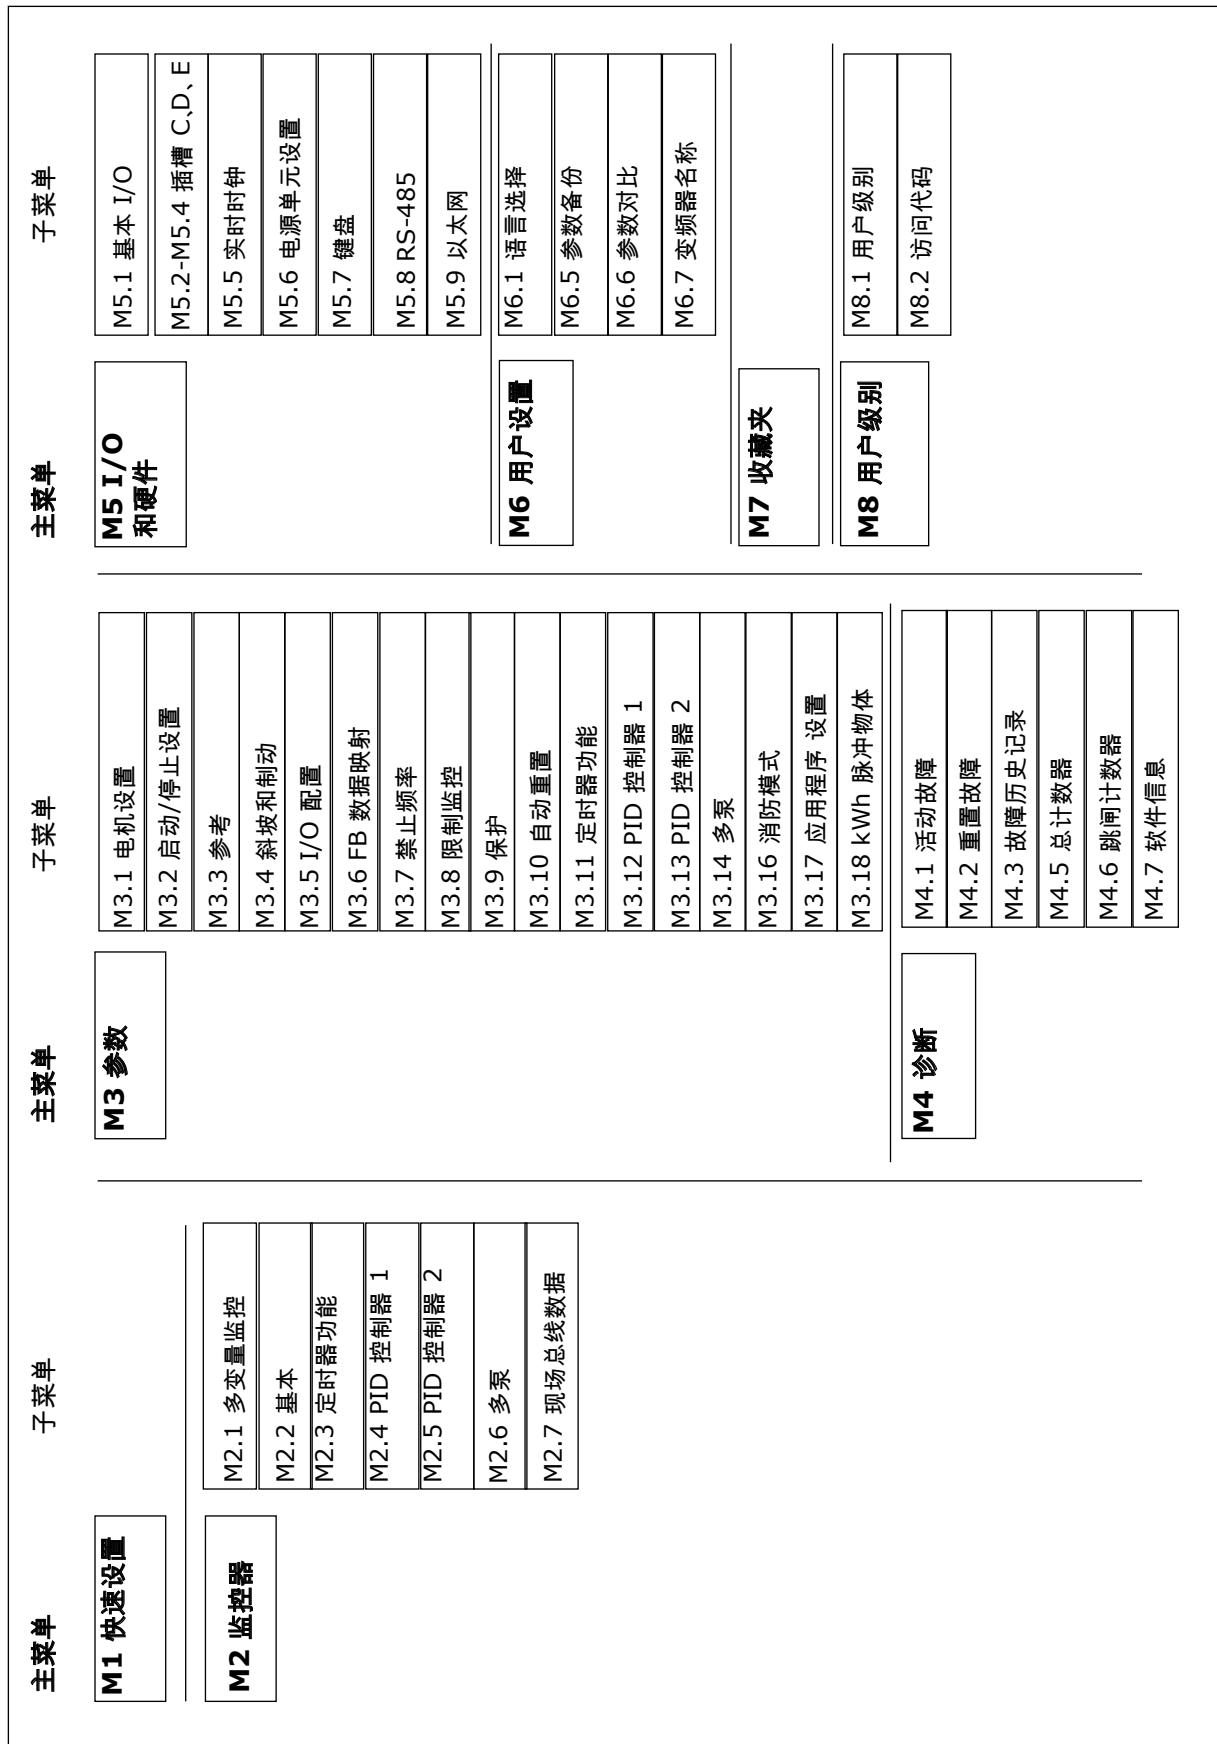 主菜单
子菜单
M1 快速设置
M2 监控器
M2.1 多变量监控
M2.2 基本
M2.3 定时器功能
M2.4 PID 控制器 1
M2.5 PID 控制器 2
M2.6 多泵
M2.7 现场总线数据
主菜单
子菜单
M3 参数
M3.1 电机设置
M3.2 启动/停止设置
M3.3 参考
M3.4 斜坡和制动
M3.5 I/O 配置
M3.6 FB 数据映射
M3.7 禁止频率
M3.8 限制监控
M3.9 保护
M3.10 自动重置
M3.11 定时器功能
M3.12 PID 控制器 1
M3.13 PID 控制器 2
M3.14 多泵
M3.16 消防模式
M3.17 应用程序 设置
M3.18 kWh 脉冲物体
M4 诊断
M4.1 活动故障
M4.2 重置故障
M4.3 故障历史记录
M4.5 总计数器
M4.6 跳闸计数器
M4.7 软件信息
主菜单
子菜单
M5 I/O
和硬件
M5.1 基本 I/O
M5.2-M5.4 插槽 C、D、E
M5.5 实时时钟
M5.6 电源单元设置
M5.7 键盘
M5.8 RS-485
M5.9 以太网
M6 用户设置
M6.1 语言选择
M6.5 参数备份
M6.6 参数对比
M6.7 变频器名称
M7 收藏夹
M8 用户级别
M8.1 用户级别
M8.2 访问代码